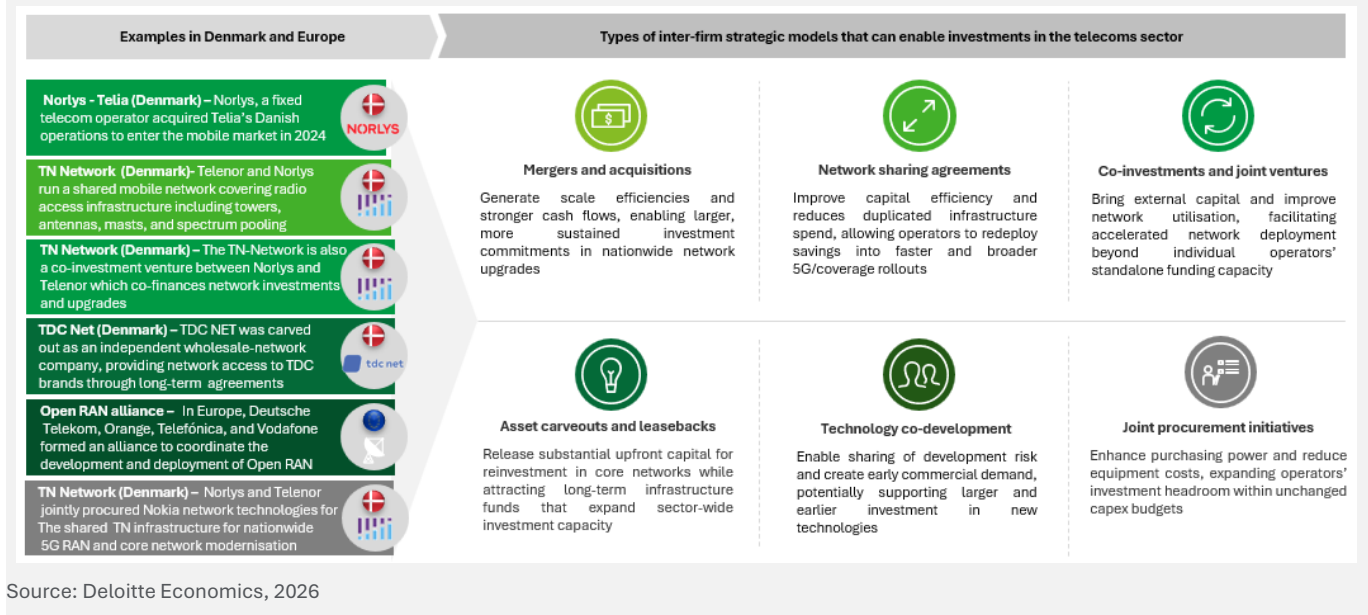 Examples in Denmark and Europe
Types of inter-firm strategic models that can enable investments in the telecoms sector
Norlys - Telia (Denmark) – Norlys, a fixed
telecom operator acquired Telia's Danish
operations to enter the mobile market in 2024
NORLYS
TN Network (Denmark)- Telenor and Norlys
run a shared mobile network covering radio
access infrastructure including towers,
antennas, masts, and spectrum pooling
TN Network (Denmark) – The TN-Network is also
a co-investment venture between Norlys and
Telenor which co-finances network investments
and upgrades
TDC Net (Denmark) – TDC NET was carved
out as an independent wholesale-network
company, providing network access to TDC
brands through long-term agreements
tdc net
Open RAN alliance – In Europe, Deutsche
Telekom, Orange, Telefónica, and Vodafone
formed an alliance to coordinate the
development and deployment of Open RAN
TN Network (Denmark) – Norlys and Telenor
jointly procured Nokia network technologies for
The shared TN infrastructure for nationwide
5G RAN and core network modernisation
$
Mergers and acquisitions
Generate scale efficiencies and
stronger cash flows, enabling larger,
more sustained investment
commitments in nationwide network
upgrades
Network sharing agreements
Improve capital efficiency and
reduces duplicated infrastructure
spend, allowing operators to redeploy
savings into faster and broader
5G/coverage rollouts
Co-investments and joint ventures
Bring external capital and improve
network utilisation, facilitating
accelerated network deployment
beyond individual operators'
standalone funding capacity
Asset carveouts and leasebacks
Release substantial upfront capital for
reinvestment in core networks while
attracting long-term infrastructure
funds that expand sector-wide
investment capacity
Technology co-development
Enable sharing of development risk
and create early commercial demand,
potentially supporting larger and
earlier investment in new
technologies
Joint procurement initiatives
Enhance purchasing power and reduce
equipment costs, expanding operators'
investment headroom within unchanged
capex budgets
Source: Deloitte Economics, 2026